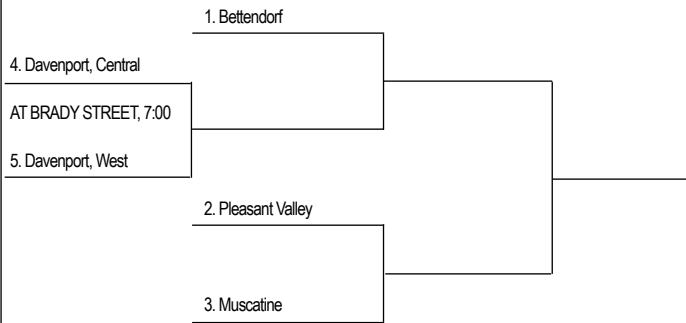 1. Bettendorf
4. Davenport, Central
AT BRADY STREET, 7:00
5. Davenport, West
2. Pleasant Valley
3. Muscatine